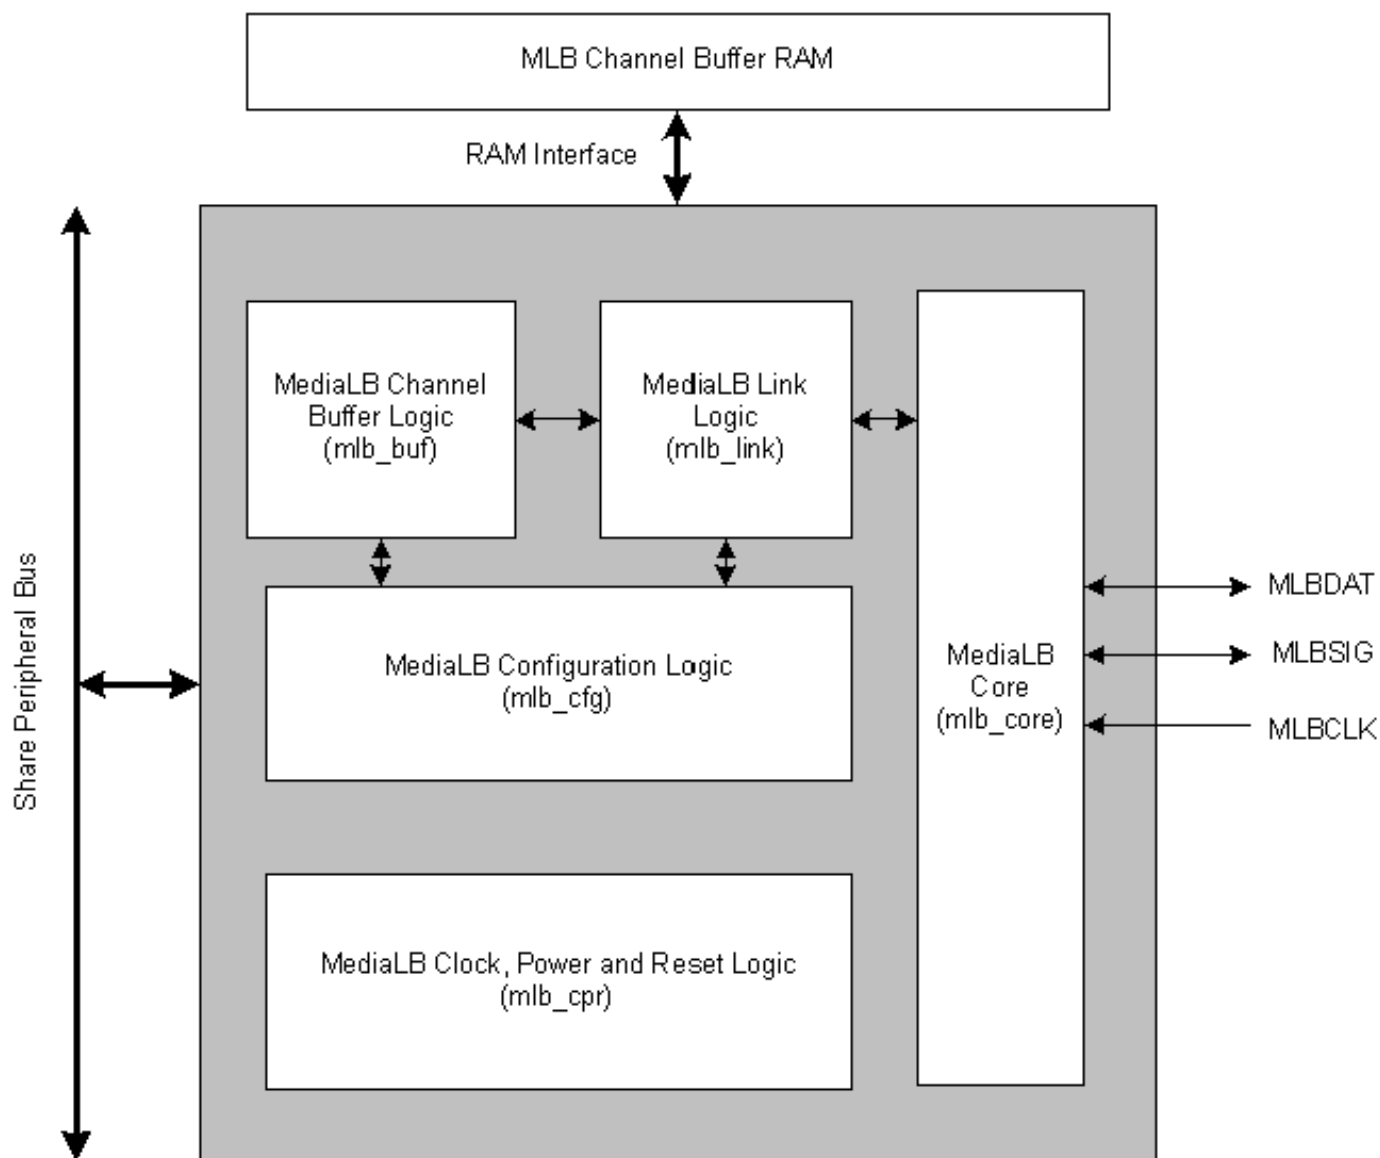 MLB Channel Buffer RAM
RAM Interface
MediaLB Channel
Buffer Logic
(mlb_buf)
MediaLB Link
Logic
(mlb_link)
MediaLB Configuration Logic
(mlb_cfg)
MediaLB Clock, Power and Reset Logic
(mlb_cpr)
MediaLB
Core
(mlb_core)
MLBDAT
MLBSIG
MLBCLK
Share Peripheral Bus